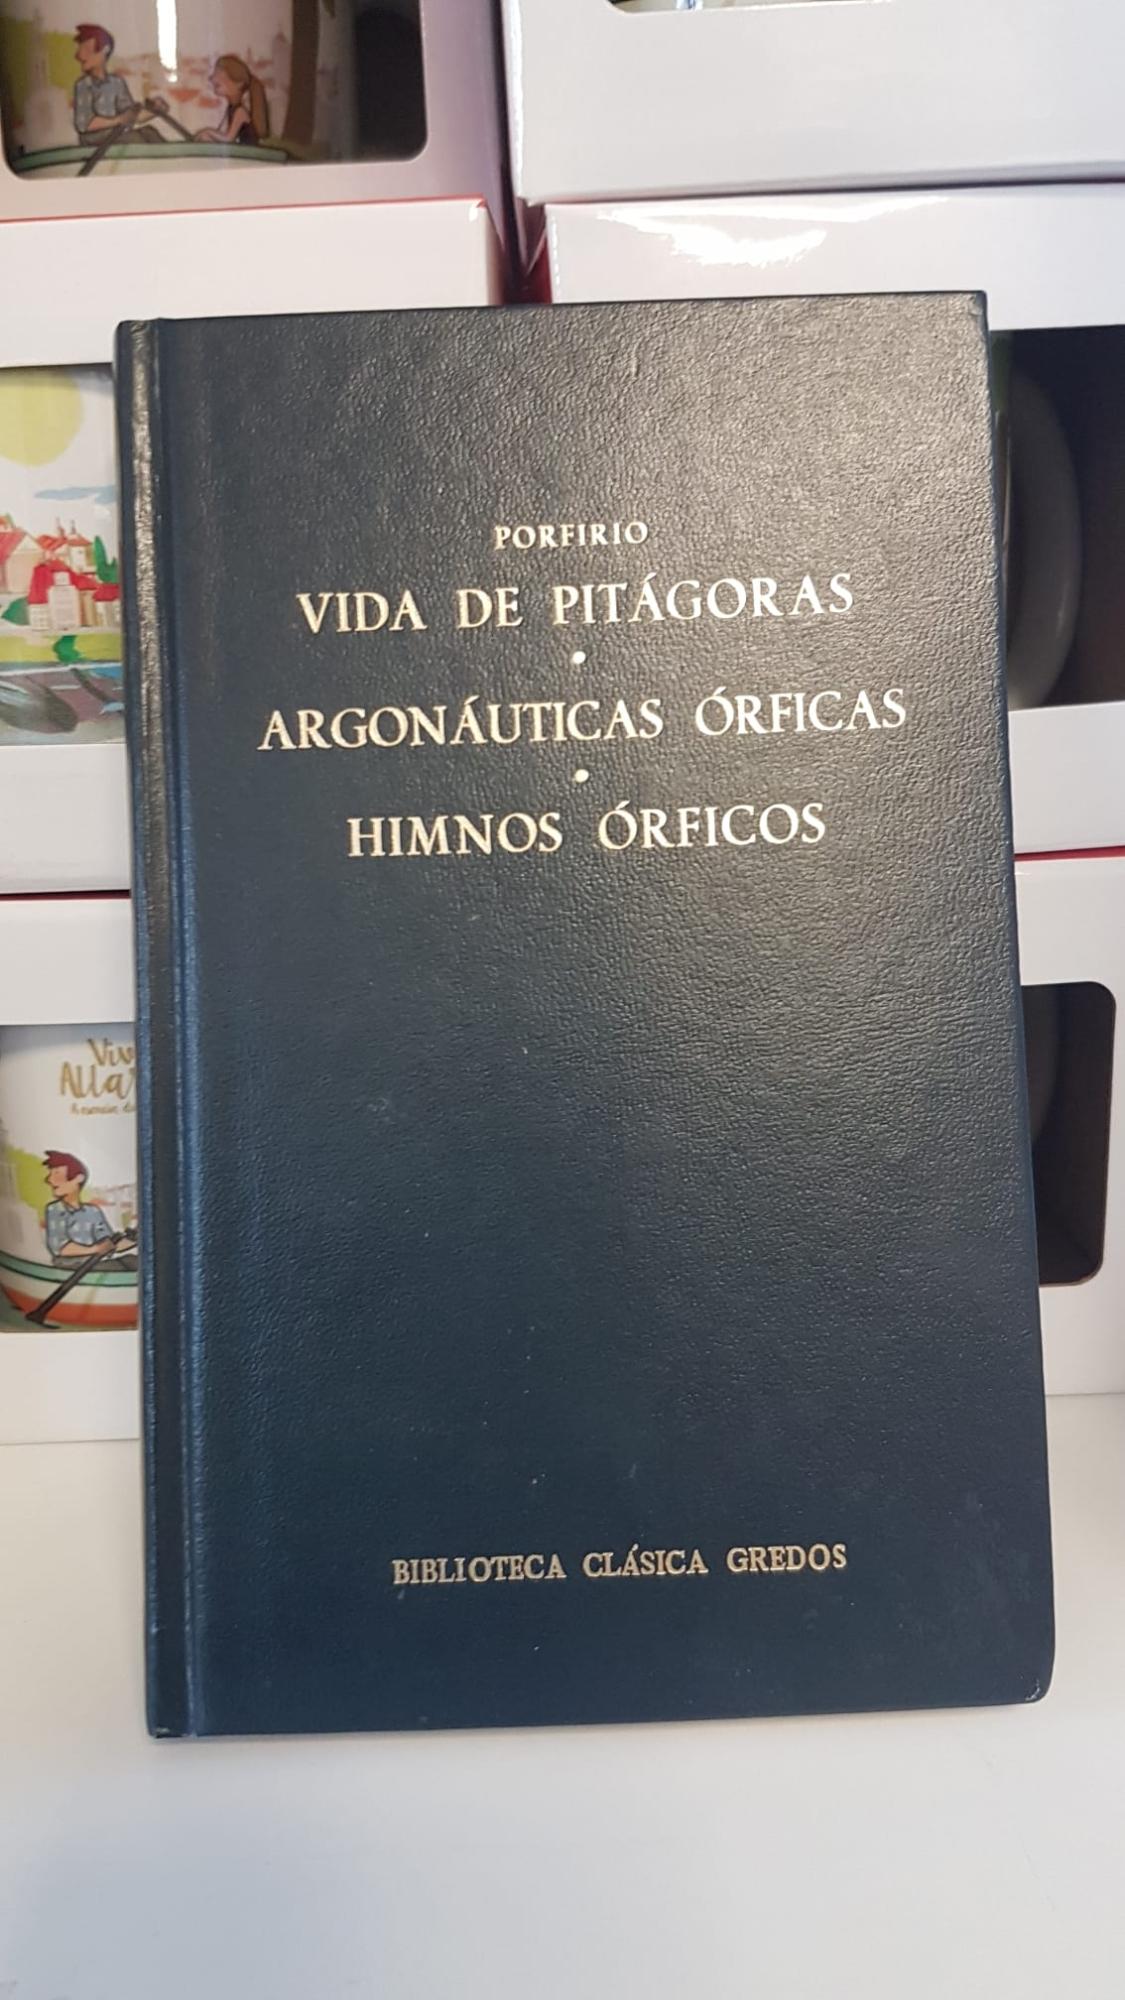 PORFIRIO
VIDA DE PITÁGORAS
•
ARGONÁUTICAS ÓRFICAS
•
HIMNOS ÓRFICOS
BIBLIOTECA CLÁSICA GREDOS